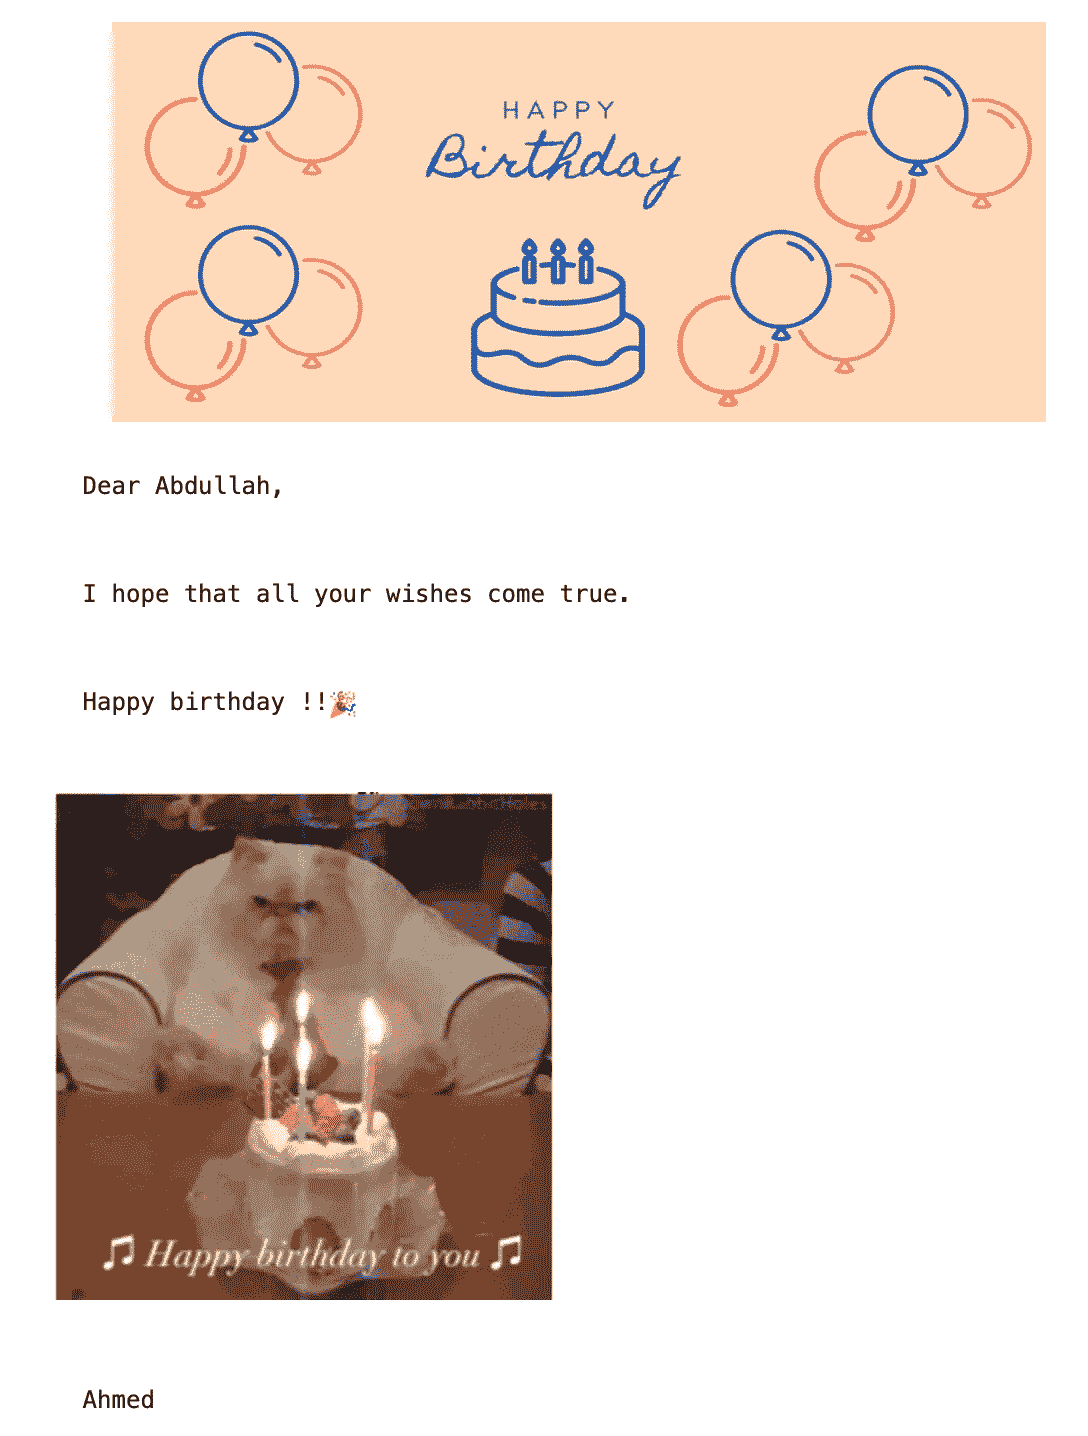 HAPPY
Birthday
Dear Abdullah,
I hope that all your wishes come true.
Happy birthday !!🎉
♫ Happy birthday to you ♫
Ahmed